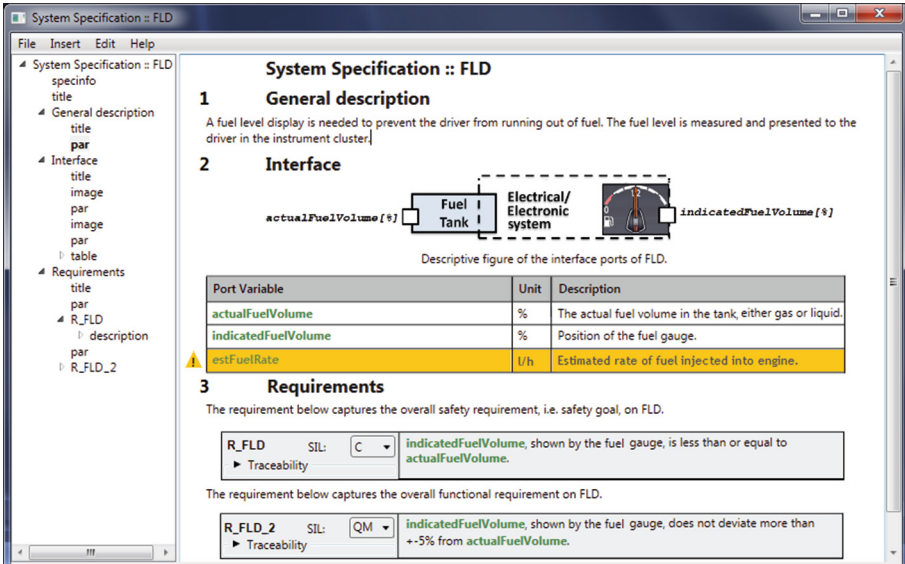 System Specification :: FLD
File Insert Edit Help
System Specification :: FLD
specinfo
title
General description
title
par
Interface
title
image
par
image
par
table
Requirements
title
par
R_FLD
description
par
R_FLD_2
System Specification :: FLD
1 General description
A fuel level display is needed to prevent the driver from running out of fuel. The fuel level is measured and presented to the
driver in the instrument cluster.
2 Interface
actualFuelVolume[%]
Fuel
Tank
Electrical/
Electronic
system
0
1/2
indicatedFuelVolume[%]
Descriptive figure of the interface ports of FLD.
Port Variable Unit Description
actualFuelVolume % The actual fuel volume in the tank, either gas or liquid.
indicatedFuelVolume % Position of the fuel gauge.
estFuelRate l/h Estimated rate of fuel injected into engine.
3 Requirements
The requirement below captures the overall safety requirement, i.e. safety goal, on FLD.
R_FLD SIL: C
Traceability
indicatedFuelVolume, shown by the fuel gauge, is less than or equal to
actualFuelVolume.
The requirement below captures the overall functional requirement on FLD.
R_FLD_2 SIL: QM
Traceability
indicatedFuelVolume, shown by the fuel gauge, does not deviate more than
+-5% from actualFuelVolume.